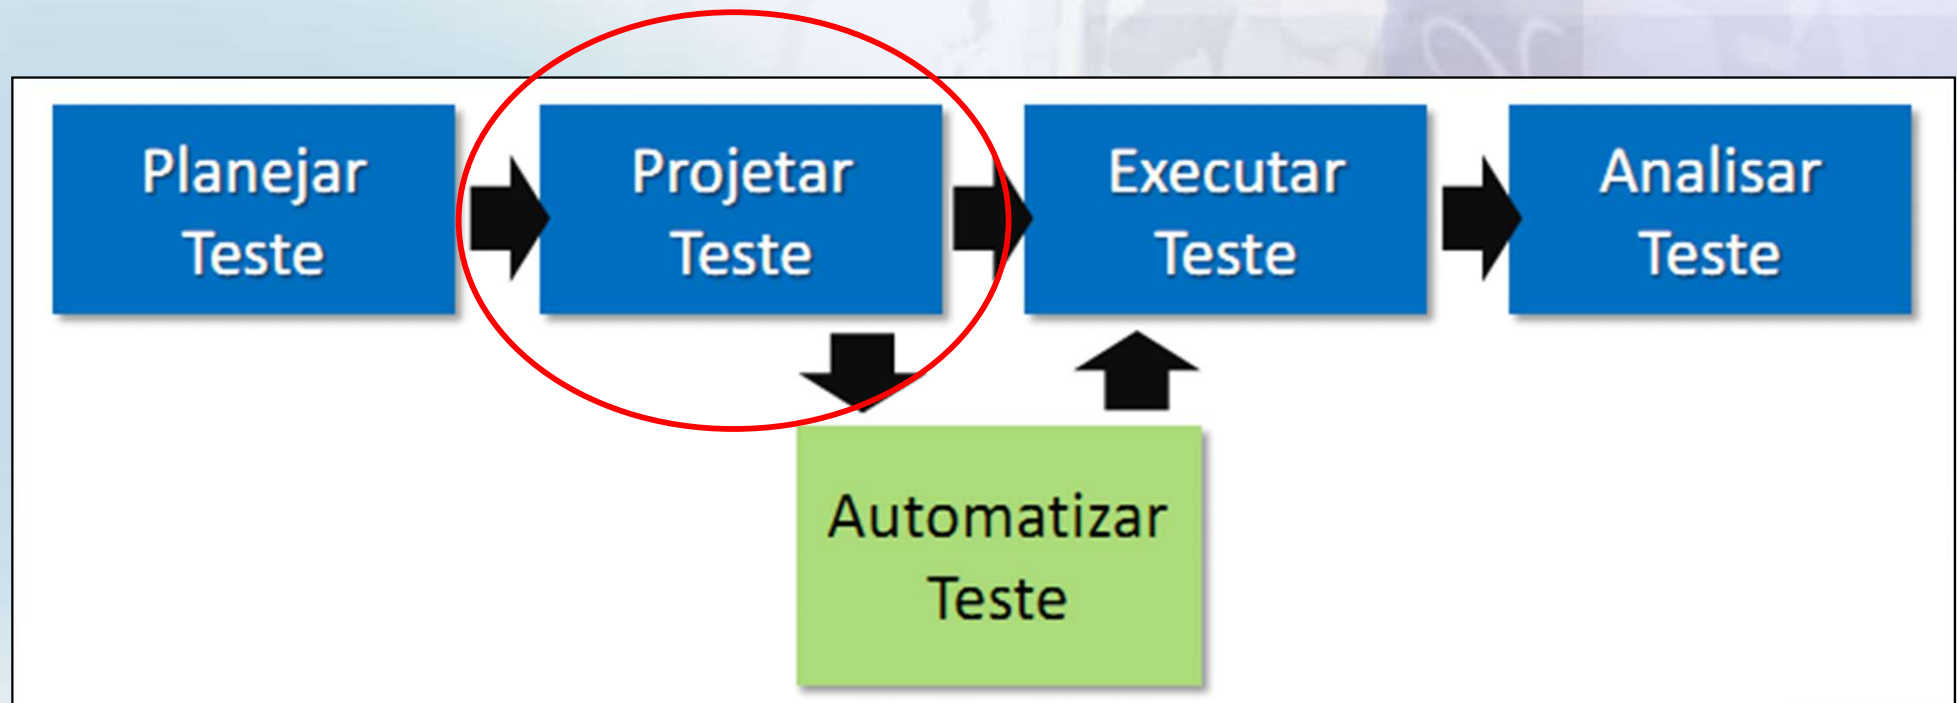 Planejar
Teste
Projetar
Teste
Executar
Teste
Analisar
Teste
Automatizar
Teste